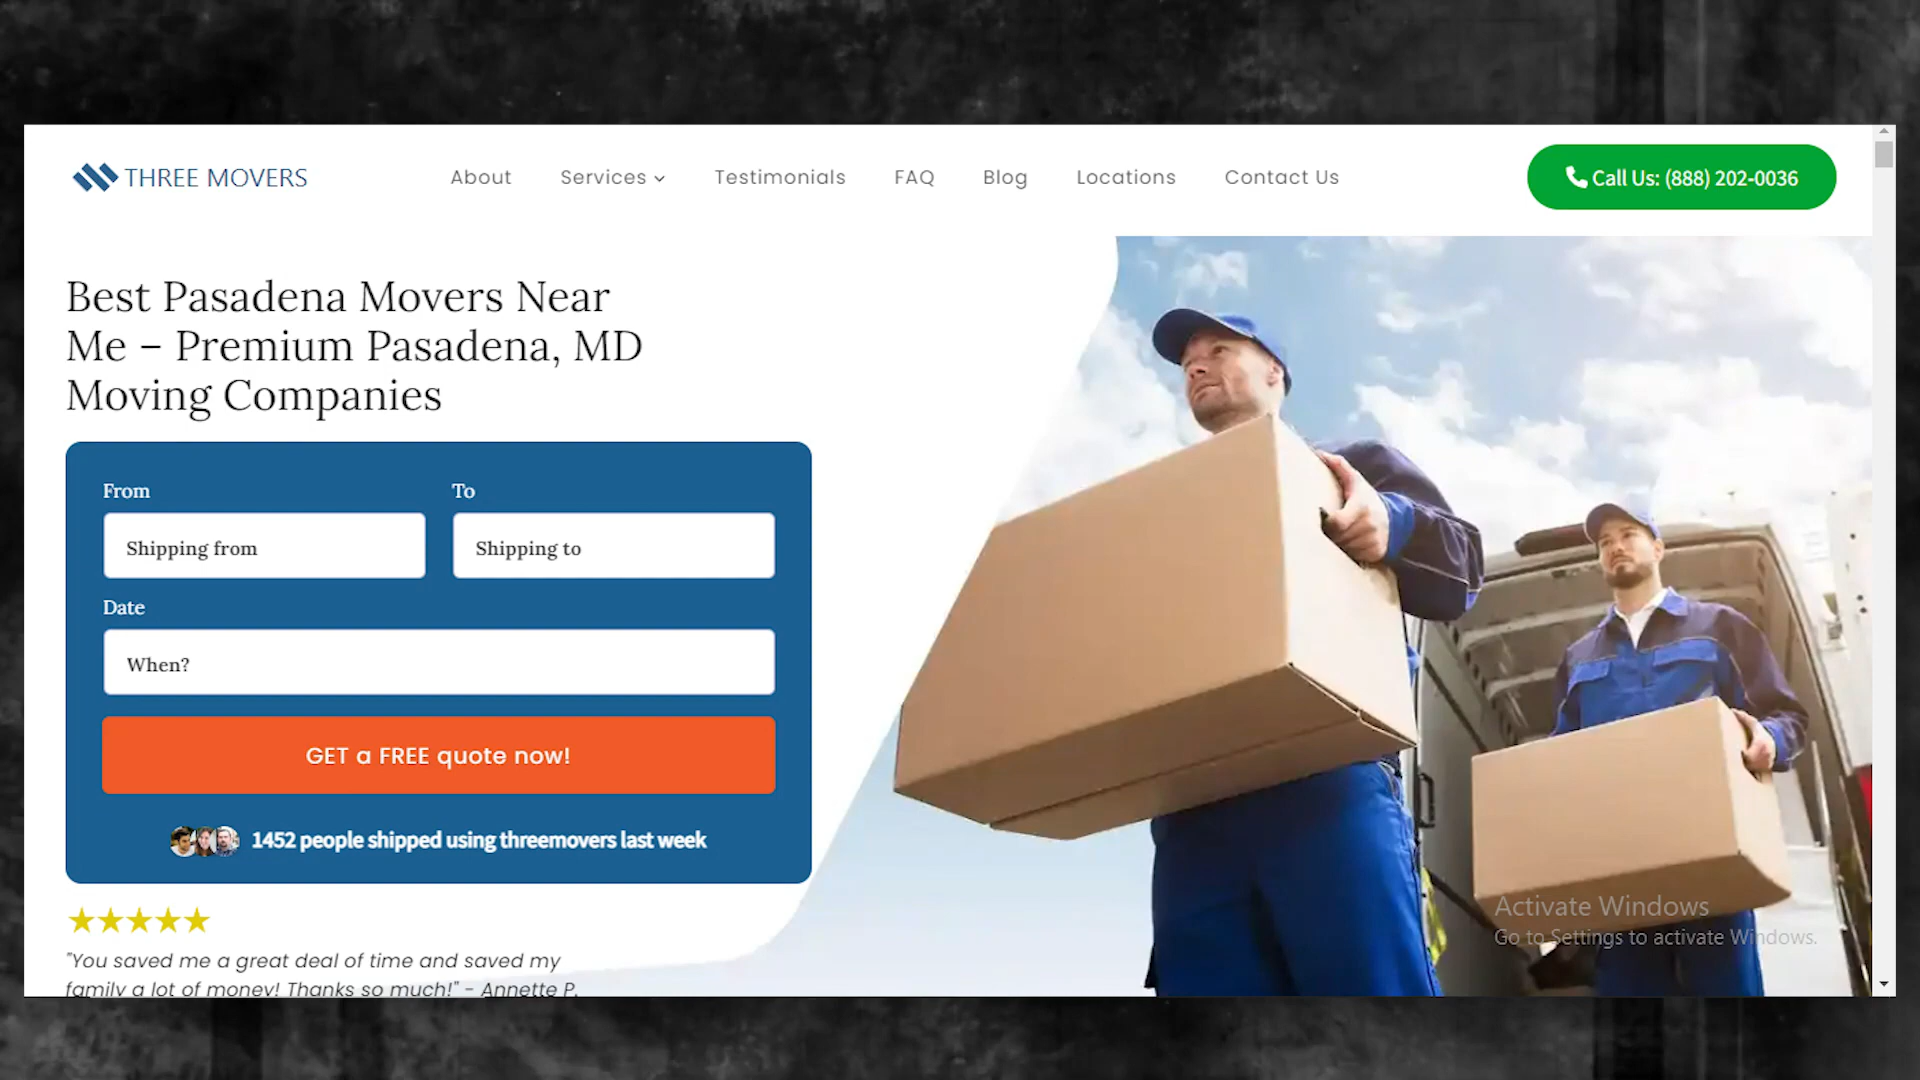 THREE MOVERS
About
Services
Testimonials
FAQ
Blog
Locations
Contact Us
Call Us: (888) 202-0036
Best Pasadena Movers Near
Me – Premium Pasadena, MD
Moving Companies
From
To
Shipping from
Shipping to
Date
When?
GET a FREE quote now!
1452 people shipped using threemovers last week
"You saved me a great deal of time and saved my
family a lot of money! Thanks so much!" - Annette P.
Activate Windows
Go to Settings to activate Windows.